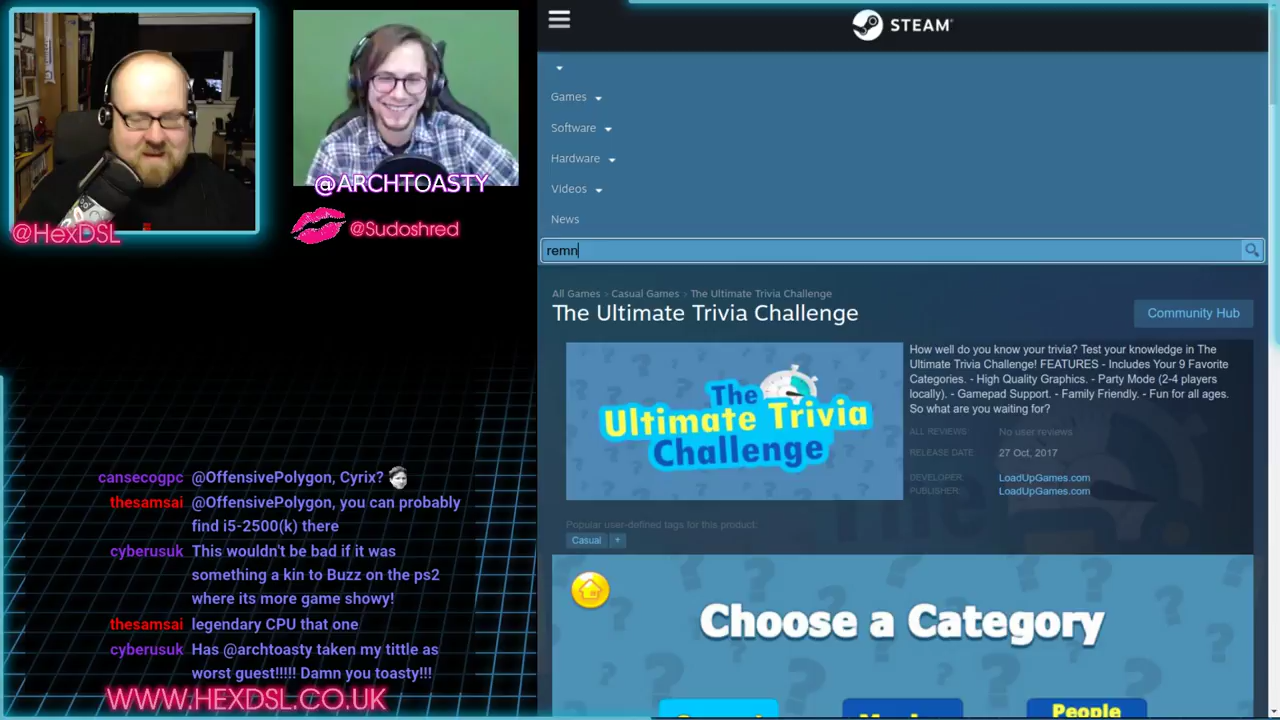 @HexDSL
@ARCHTOASTY
@Sudoshred
cansecogpc @OffensivePolygon, Cyrix?
thesamsai @OffensivePolygon, you can probably
find i5-2500(k) there
cyberusuk This wouldn't be bad if it was
something a kin to Buzz on the ps2
where its more game showy!
thesamsai legendary CPU that one
cyberusuk Has @archtoasty taken my tittle as
worst guest!!!!! Damn you toasty!!!
WWW.HEXDSL.CO.UK
STEAM
Games
Software
Hardware
Videos
News
remn
All Games > Casual Games > The Ultimate Trivia Challenge
The Ultimate Trivia Challenge
Community Hub
The
Ultimate Trivia
Challenge
How well do you know your trivia? Test your knowledge in The
Ultimate Trivia Challenge! FEATURES - Includes Your 9 Favorite
Categories. - High Quality Graphics. - Party Mode (2-4 players
locally). - Gamepad Support. - Family Friendly. - Fun for all ages.
So what are you waiting for?
ALL REVIEWS: No user reviews
RELEASE DATE: 27 Oct, 2017
DEVELOPER: LoadUpGames.com
PUBLISHER: LoadUpGames.com
Popular user-defined tags for this product:
Casual +
Choose a Category
People